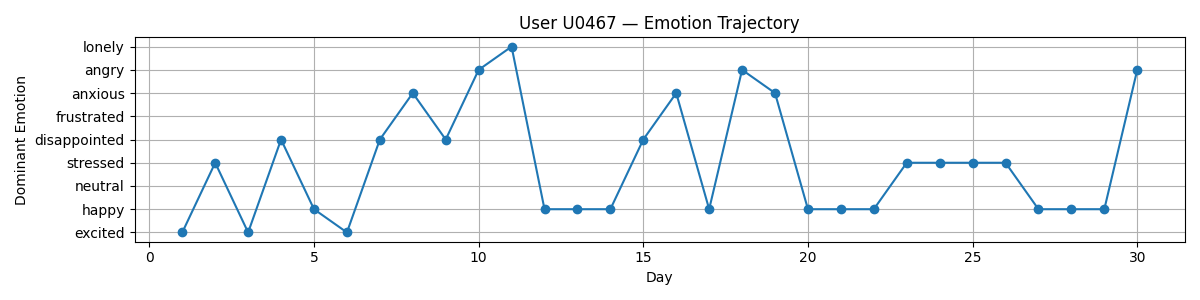 User U0467 — Emotion Trajectory
Dominant Emotion
lonely
angry
anxious
frustrated
disappointed
stressed
neutral
happy
excited
0 5 10 15 20 25 30
Day